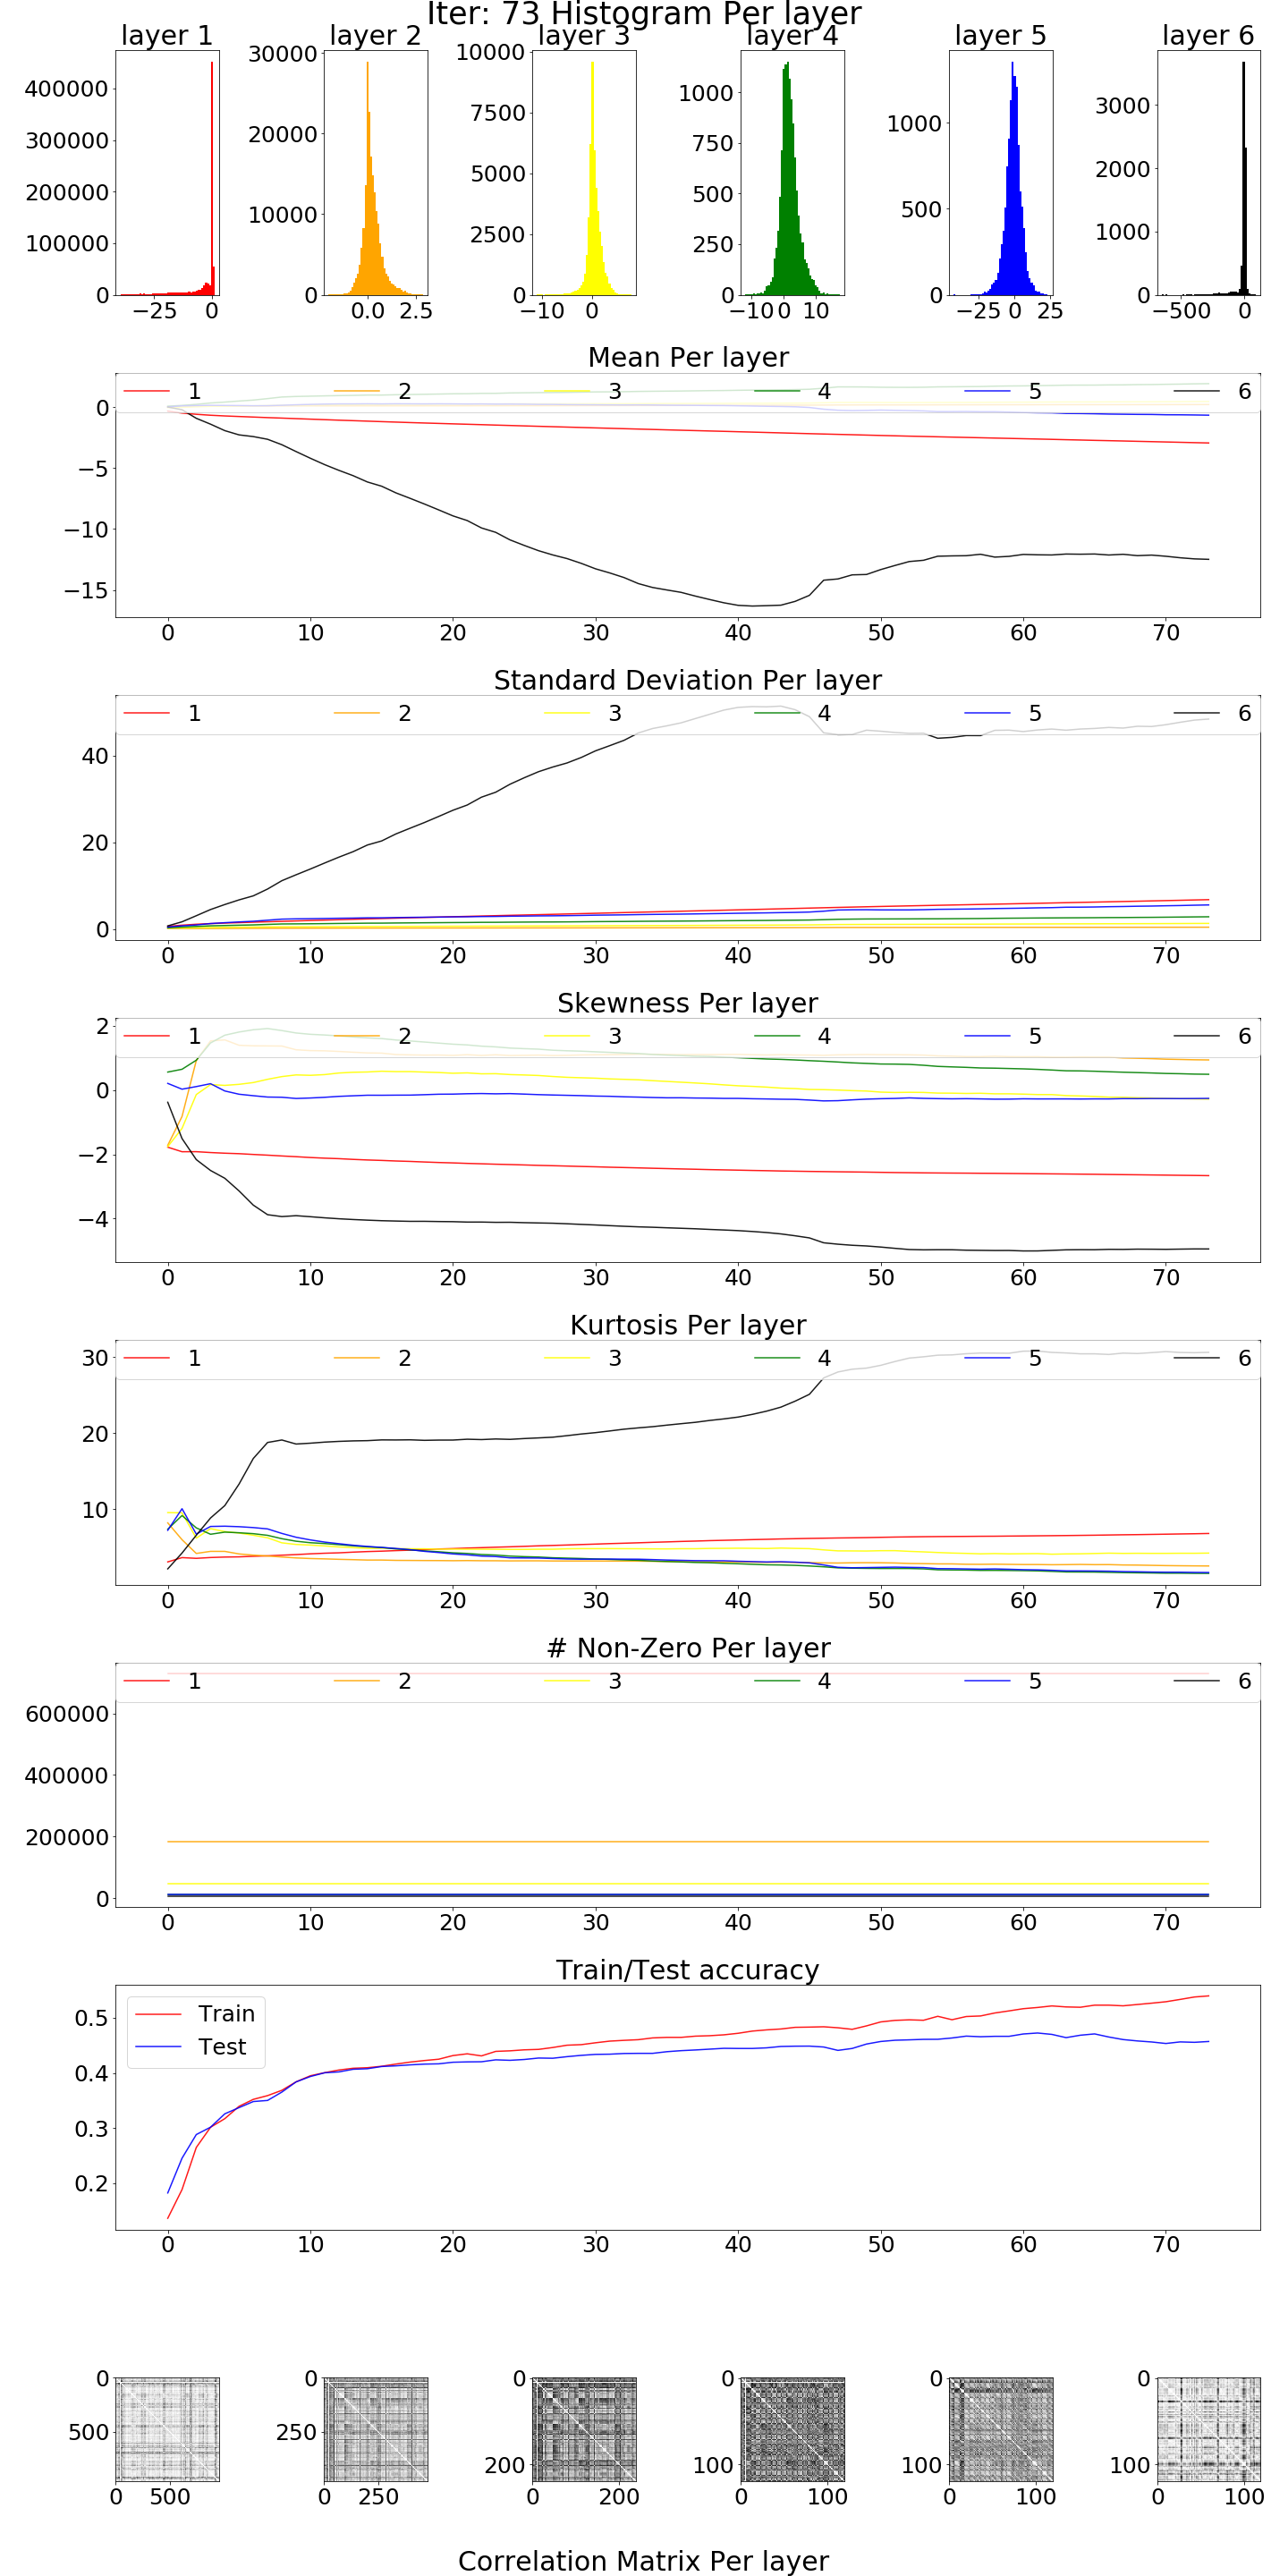 Iter: 73 Histogram Per layer
layer 1 layer 2 layer 3 layer 4 layer 5 layer 6
400000
300000
200000
100000
0
−25 0
30000
20000
10000
0
0.0 2.5
10000
7500
5000
2500
0
−10 0
1000
750
500
250
0
−10 0 10
1000
500
0
−25 0 25
3000
2000
1000
0
−500 0
Mean Per layer
1 2 3 4 5 6
0
−5
−10
−15
0 10 20 30 40 50 60 70
Standard Deviation Per layer
1 2 3 4 5 6
40
20
0
0 10 20 30 40 50 60 70
Skewness Per layer
1 2 3 4 5 6
2
0
−2
−4
0 10 20 30 40 50 60 70
Kurtosis Per layer
1 2 3 4 5 6
30
20
10
0 10 20 30 40 50 60 70
# Non-Zero Per layer
1 2 3 4 5 6
600000
400000
200000
0
0 10 20 30 40 50 60 70
Train/Test accuracy
Train
Test
0.5
0.4
0.3
0.2
0 10 20 30 40 50 60 70
0
500
0 500
0
250
0 250
0
200
0 200
0
100
0 100
0
100
0 100
0
100
0 100
Correlation Matrix Per layer